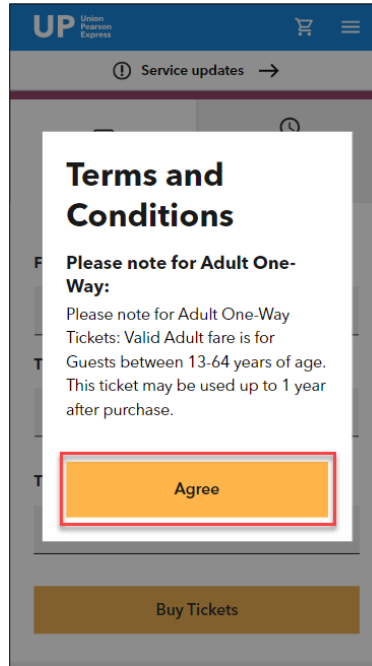 UP Union
Pearson
Express
Service updates →
Terms and
Conditions
F
Please note for Adult One-
Way:
Please note for Adult One-Way
Tickets: Valid Adult fare is for
T
Guests between 13-64 years of age.
This ticket may be used up to 1 year
after purchase.
T
Agree
Buy Tickets